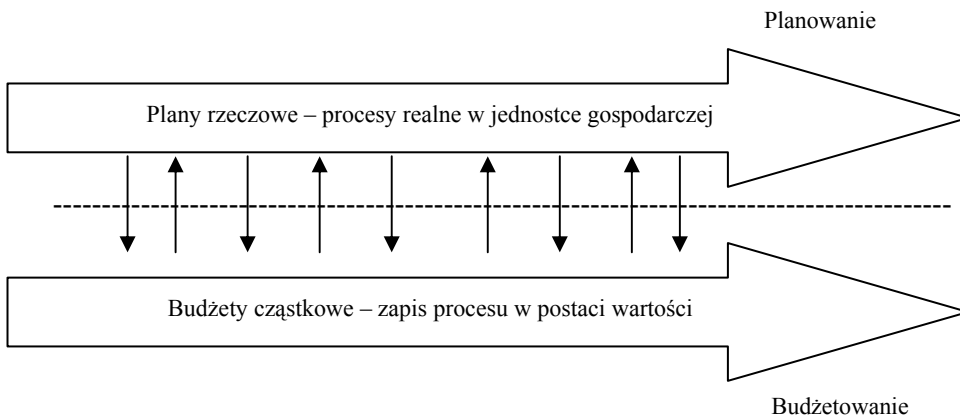 Planowanie
Plany rzeczowe – procesy realne w jednostce gospodarczej
Budżety cząstkowe – zapis procesu w postaci wartości
Budżetowanie